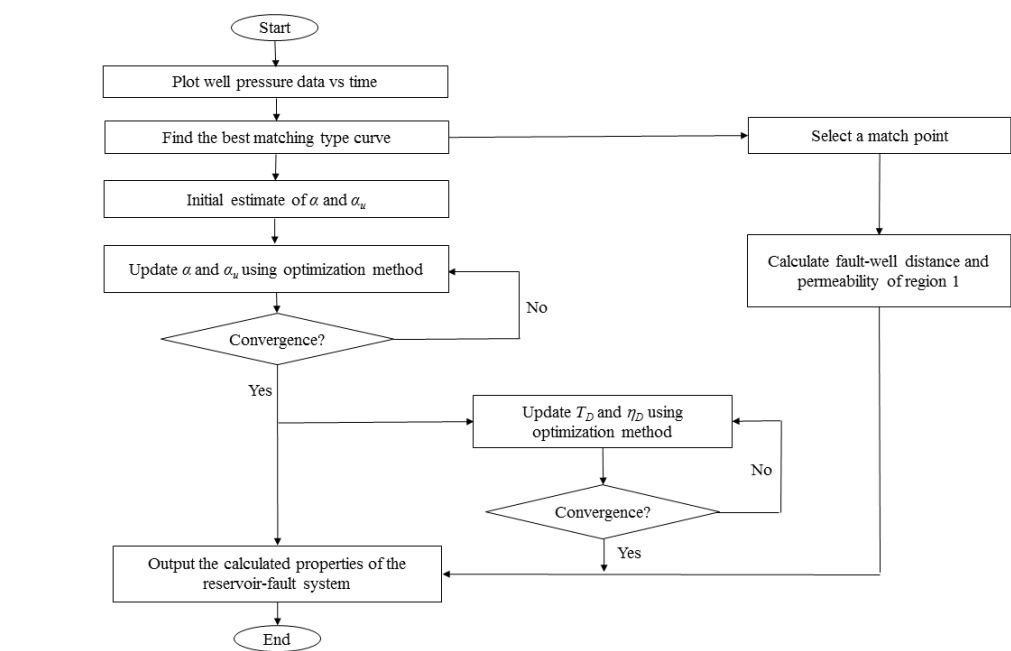 Start
Plot well pressure data vs time
Find the best matching type curve
Select a match point
Initial estimate of α and αu
Update α and αu using optimization method
Calculate fault-well distance and
permeability of region 1
No
Convergence?
Yes
Update TD and ηD using
optimization method
No
Convergence?
Yes
Output the calculated properties of the
reservoir-fault system
End